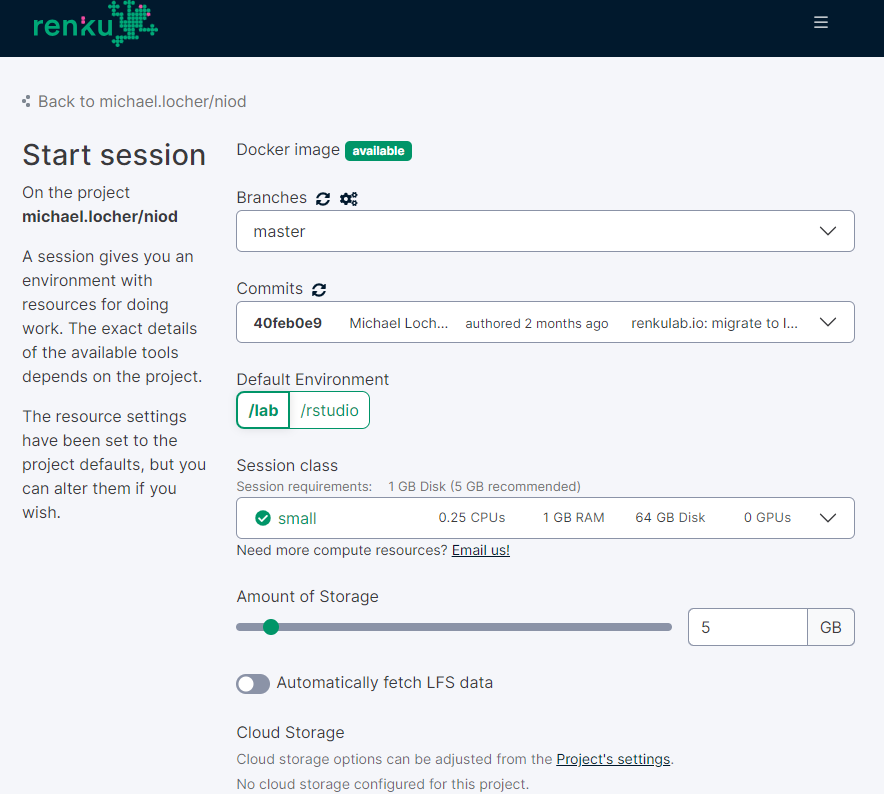 renku
Back to michael.locher/niod
Start session
On the project
michael.locher/niod
A session gives you an
environment with
resources for doing
work. The exact details
of the available tools
depends on the project.
The resource settings
have been set to the
project defaults, but you
can alter them if you
wish.
Docker image available
Branches
master
Commits
40feb0e9 Michael Loch... authored 2 months ago renkulab.io: migrate to l...
Default Environment
/lab /rstudio
Session class
Session requirements: 1 GB Disk (5 GB recommended)
small 0.25 CPUs 1 GB RAM 64 GB Disk 0 GPUs
Need more compute resources? Email us!
Amount of Storage
5 GB
Automatically fetch LFS data
Cloud Storage
Cloud storage options can be adjusted from the Project's settings.
No cloud storage configured for this project.